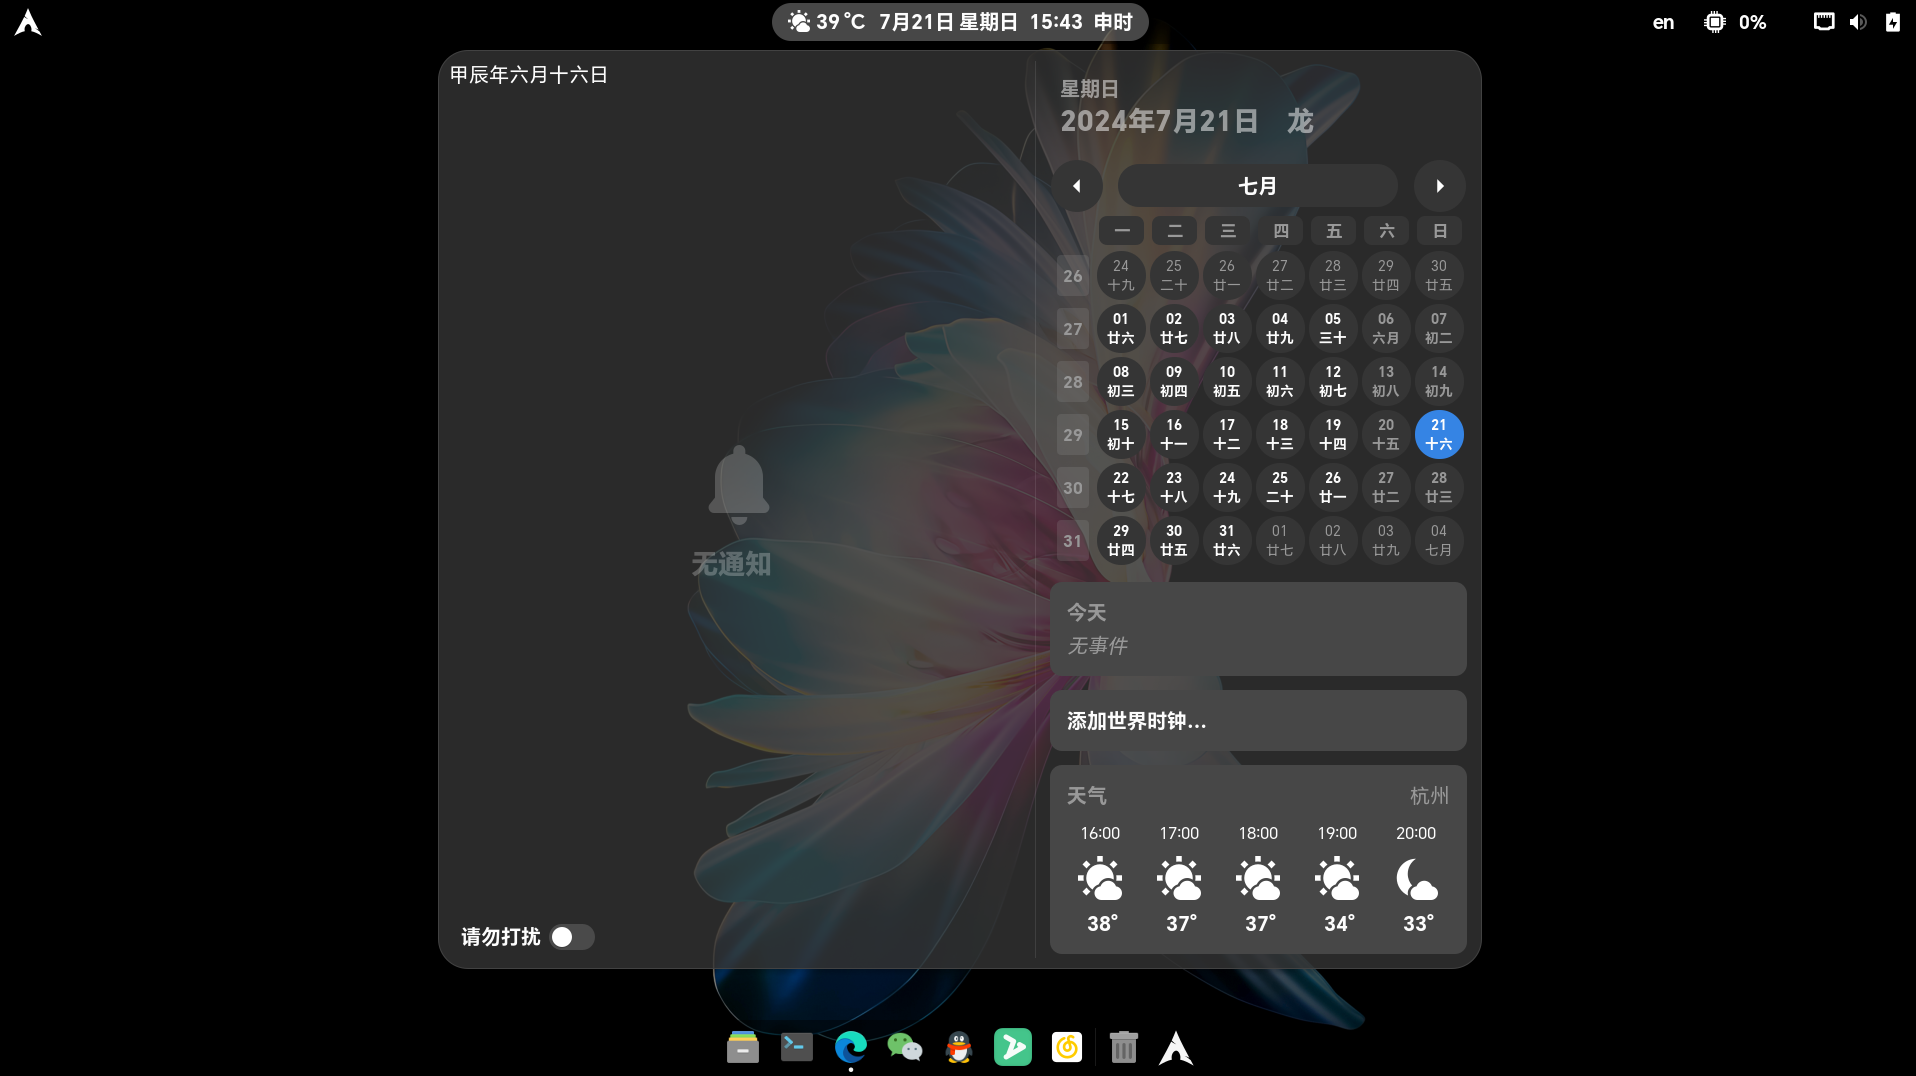 39 °C 7月21日 星期日 15:43 申时
en 0%
甲辰年六月十六日
无通知
请勿打扰
星期日
2024年7月21日 龙
七月
一 二 三 四 五 六 日
26 24 25 26 27 28 29 30
十九 二十 廿一 廿二 廿三 廿四 廿五
27 01 02 03 04 05 06 07
廿六 廿七 廿八 廿九 三十 六月 初二
28 08 09 10 11 12 13 14
初三 初四 初五 初六 初七 初八 初九
29 15 16 17 18 19 20 21
初十 十一 十二 十三 十四 十五 十六
30 22 23 24 25 26 27 28
十七 十八 十九 二十 廿一 廿二 廿三
31 29 30 31 01 02 03 04
廿四 廿五 廿六 廿七 廿八 廿九 七月
今天
无事件
添加世界时钟…
天气 杭州
16:00 17:00 18:00 19:00 20:00
38° 37° 37° 34° 33°